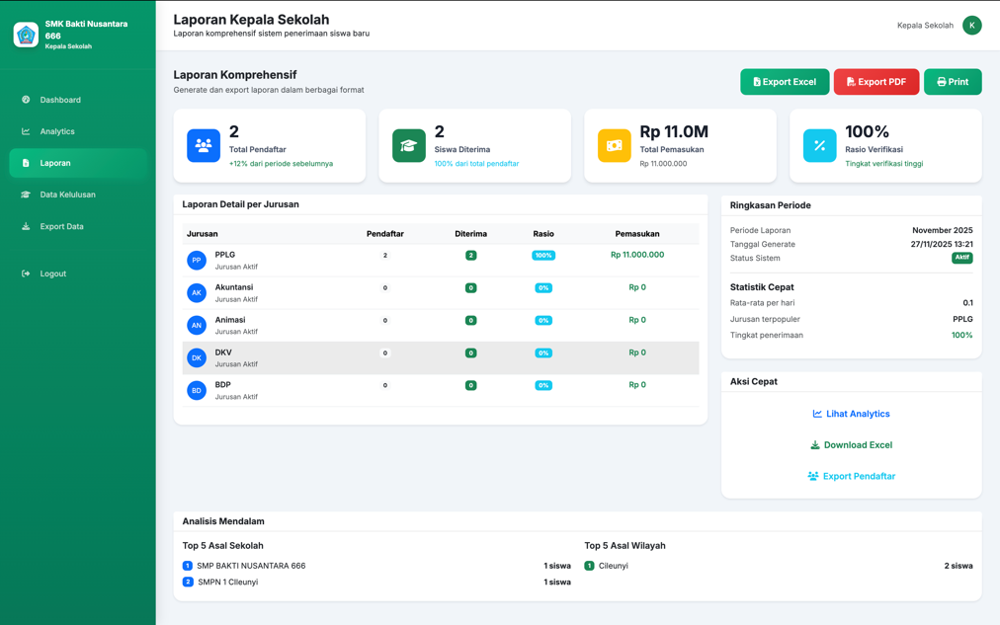 SMK Bakti Nusantara
666
Kepala Sekolah
Dashboard
Analytics
Laporan
Data Kelulusan
Export Data
Logout
Laporan Kepala Sekolah
Laporan komprehensif sistem penerimaan siswa baru
Kepala Sekolah K
Laporan Komprehensif
Generate dan export laporan dalam berbagai format
Export Excel Export PDF Print
2
Total Pendaftar
+12% dari periode sebelumnya
2
Siswa Diterima
100% dari total pendaftar
Rp 11.0M
Total Pemasukan
Rp 11.000.000
100%
Rasio Verifikasi
Tingkat verifikasi tinggi
Laporan Detail per Jurusan
Jurusan Pendaftar Diterima Rasio Pemasukan
PP PPLG 2 2 100% Rp 11.000.000
Jurusan Aktif
AK Akuntansi 0 0 0% Rp 0
Jurusan Aktif
AN Animasi 0 0 0% Rp 0
Jurusan Aktif
DK DKV 0 0 0% Rp 0
Jurusan Aktif
BD BDP 0 0 0% Rp 0
Jurusan Aktif
Ringkasan Periode
Periode Laporan November 2025
Tanggal Generate 27/11/2025 13:21
Status Sistem Aktif
Statistik Cepat
Rata-rata per hari 0.1
Jurusan terpopuler PPLG
Tingkat penerimaan 100%
Aksi Cepat
Lihat Analytics
Download Excel
Export Pendaftar
Analisis Mendalam
Top 5 Asal Sekolah
1 SMP BAKTI NUSANTARA 666 1 siswa
2 SMPN 1 CIleunyi 1 siswa
Top 5 Asal Wilayah
1 Cileunyi 2 siswa